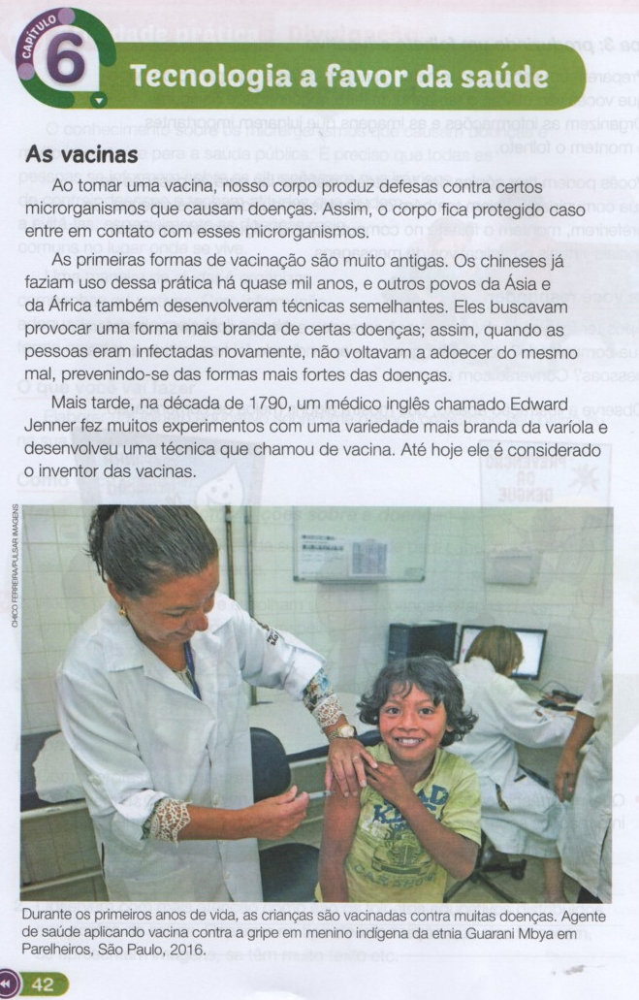 CAPÍTULO
6
Tecnologia a favor da saúde
As vacinas
Ao tomar uma vacina, nosso corpo produz defesas contra certos
microrganismos que causam doenças. Assim, o corpo fica protegido caso
entre em contato com esses microrganismos.
As primeiras formas de vacinação são muito antigas. Os chineses já
faziam uso dessa prática há quase mil anos, e outros povos da Ásia e
da África também desenvolveram técnicas semelhantes. Eles buscavam
provocar uma forma mais branda de certas doenças; assim, quando as
pessoas eram infectadas novamente, não voltavam a adoecer do mesmo
mal, prevenindo-se das formas mais fortes das doenças.
Mais tarde, na década de 1790, um médico inglês chamado Edward
Jenner fez muitos experimentos com uma variedade mais branda da varíola e
desenvolveu uma técnica que chamou de vacina. Até hoje ele é considerado
o inventor das vacinas.
CHICO FERREIRA/PULSAR IMAGENS
Durante os primeiros anos de vida, as crianças são vacinadas contra muitas doenças. Agente
de saúde aplicando vacina contra a gripe em menino indígena da etnia Guarani Mbya em
Parelheiros, São Paulo, 2016.
42